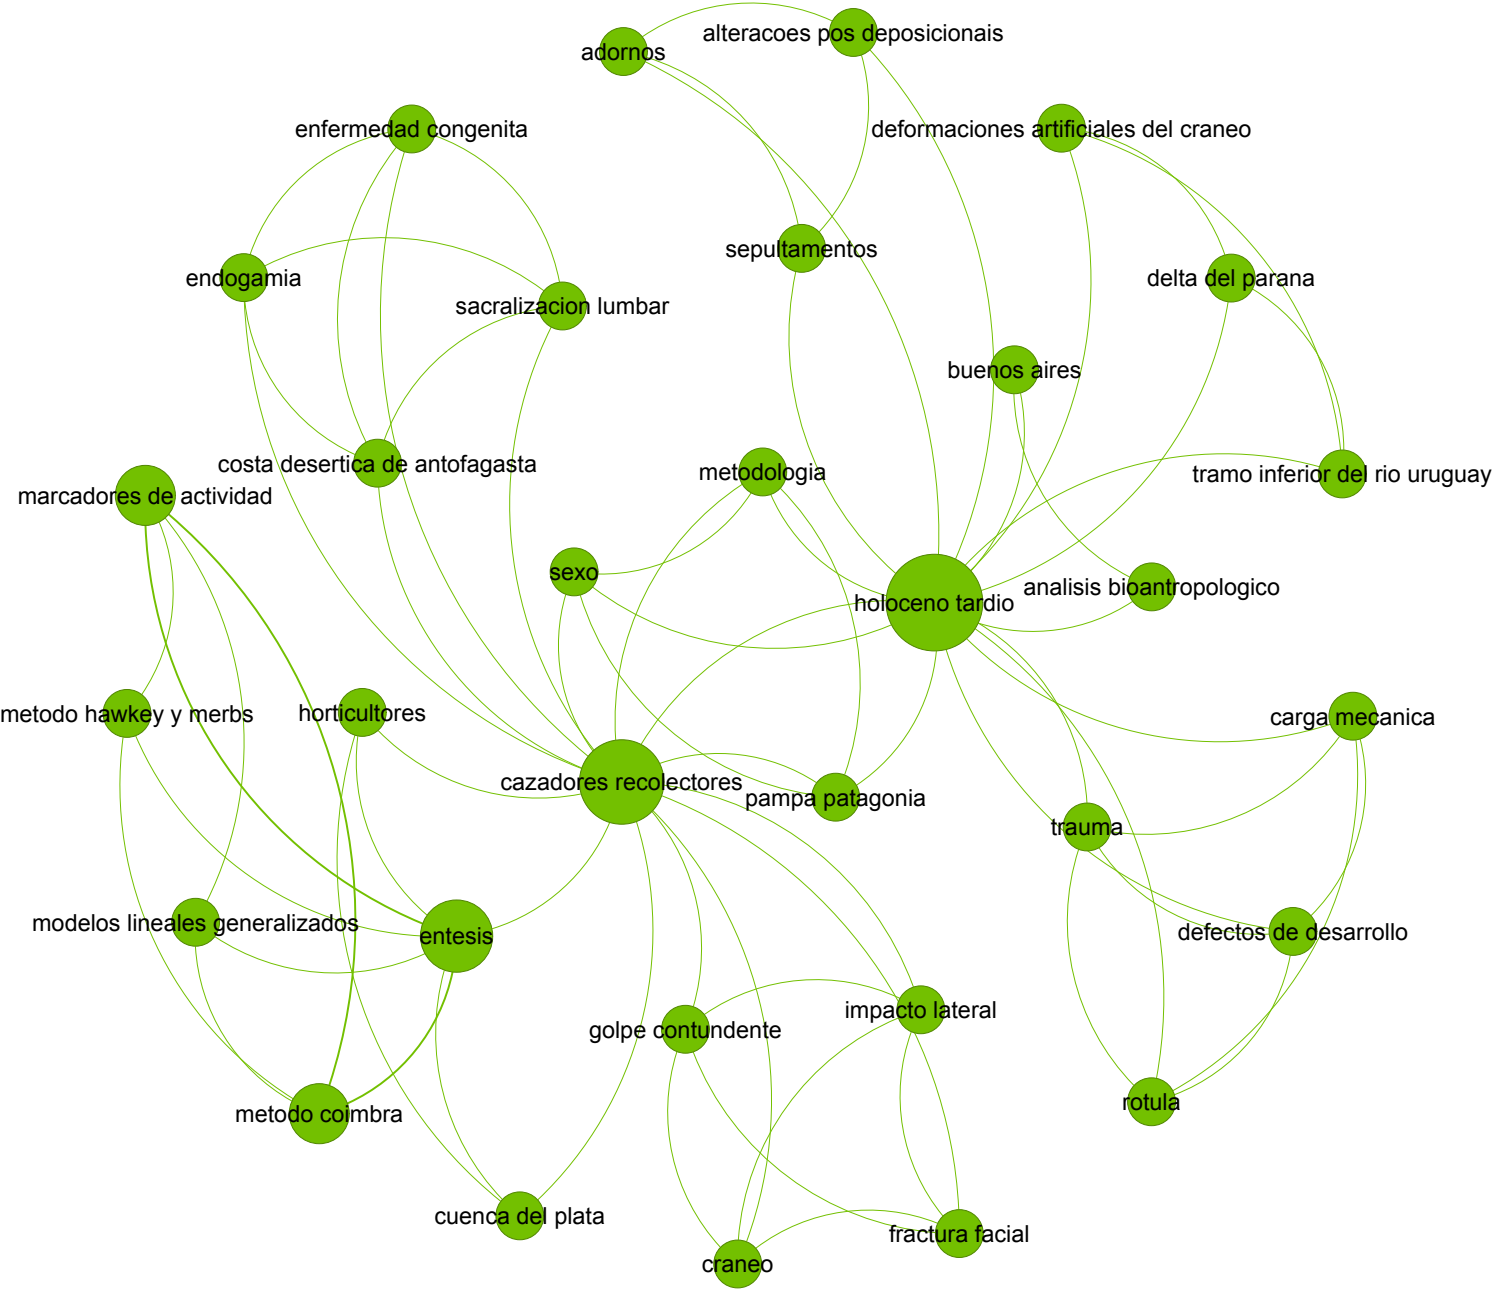 alteracoes pos deposicionais
adornos
enfermedad congenita
deformaciones artificiales del craneo
sepultamentos
endogamia
delta del parana
sacralizacion lumbar
buenos aires
costa desertica de antofagasta
metodologia
tramo inferior del rio uruguay
marcadores de actividad
sexo
analisis bioantropologico
holoceno tardio
metodo hawkey y merbs
horticultores
carga mecanica
cazadores recolectores
pampa patagonia
trauma
modelos lineales generalizados
entesis
defectos de desarrollo
impacto lateral
golpe contundente
rotula
metodo coimbra
cuenca del plata
fractura facial
craneo